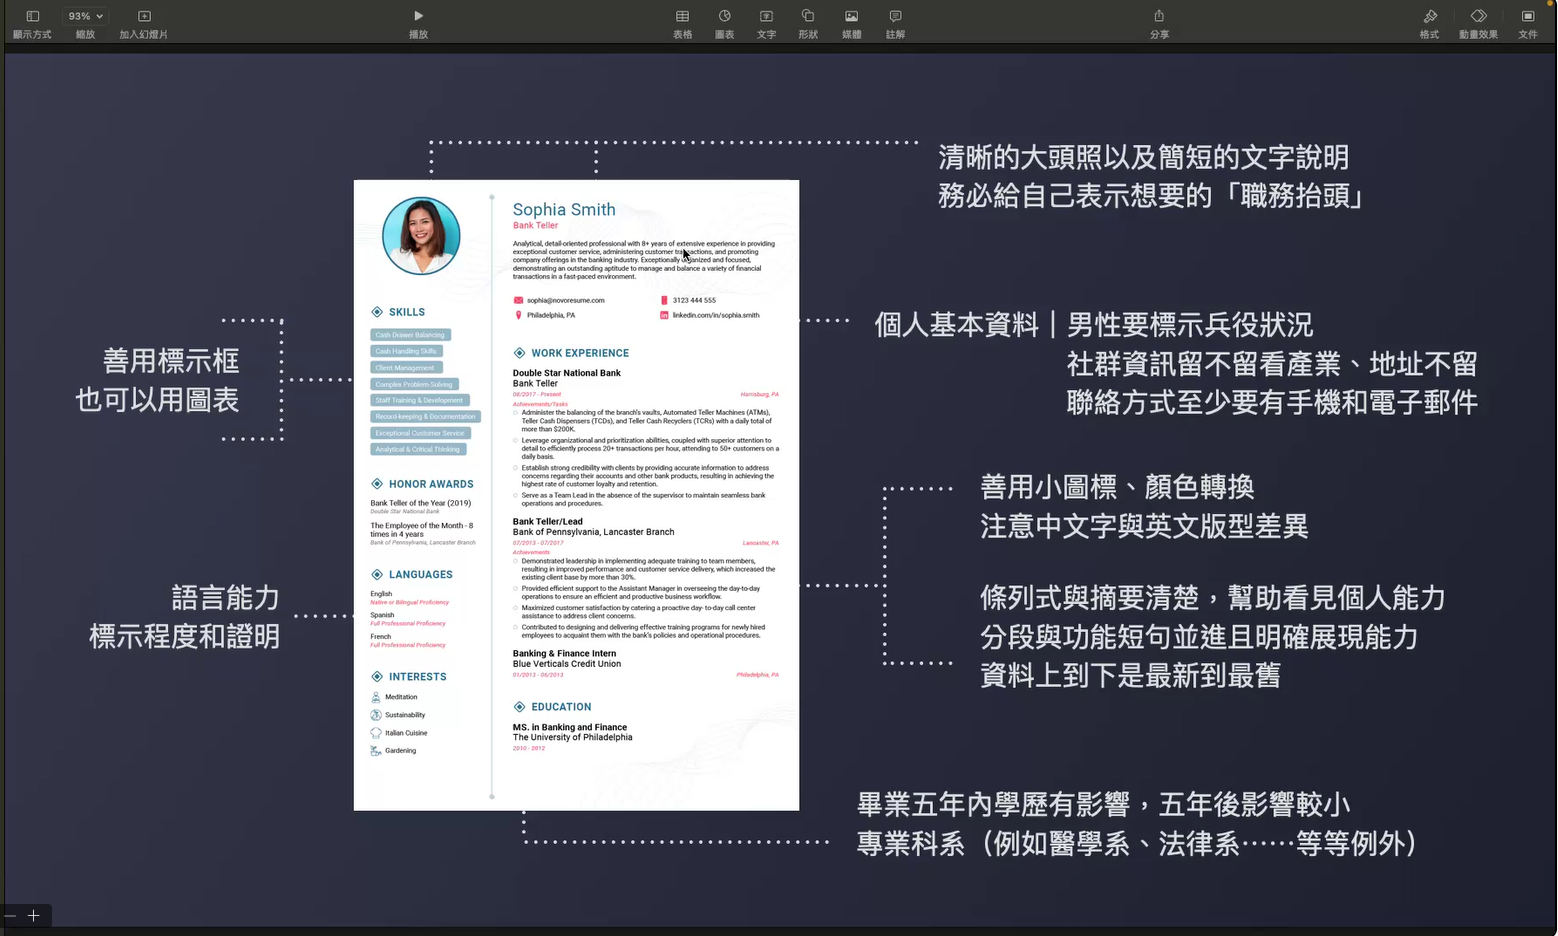 93%
顯示方式
縮放
加入幻燈片
播放
表格
圖表
文字
形狀
媒體
註解
分享
格式
動畫效果
文件
清晰的大頭照以及簡短的文字說明
務必給自己表示想要的「職務抬頭」
善用標示框
也可以用圖表
語言能力
標示程度和證明
Sophia Smith
Bank Teller
Analytical, detail-oriented professional with 8+ years of extensive experience in providing
exceptional customer service, administering customer transactions, and promoting
company offerings in the banking industry. Exceptionally organized and focused,
demonstrating an outstanding aptitude to manage and balance a variety of financial
transactions in a fast-paced environment.
sophia@novoresume.com
3123 444 555
Philadelphia, PA
linkedin.com/in/sophia.smith
SKILLS
Cash Drawer Balancing
Cash Handling Skills
Client Management
Complex Problem-Solving
Staff Training & Development
Record-keeping & Documentation
Exceptional Customer Service
Analytical & Critical Thinking
HONOR AWARDS
Bank Teller of the Year (2019)
Double Star National Bank
The Employee of the Month - 8
times in 4 years
Bank of Pennsylvania, Lancaster Branch
LANGUAGES
English
Native or Bilingual Proficiency
Spanish
Full Professional Proficiency
French
Full Professional Proficiency
INTERESTS
Meditation
Sustainability
Italian Cuisine
Gardening
WORK EXPERIENCE
Double Star National Bank
Bank Teller
08/2017 - Present
Harrisburg, PA
Achievements/Tasks
Administer the balancing of the branch's vaults, Automated Teller Machines (ATMs),
Teller Cash Dispensers (TCDs), and Teller Cash Recyclers (TCRs) with a daily total of
more than $200K.
Leverage organizational and prioritization abilities, coupled with superior attention to
detail to efficiently process 20+ transactions per hour, attending to 50+ customers on a
daily basis.
Establish strong credibility with clients by providing accurate information to address
concerns regarding their accounts and other bank products, resulting in achieving the
highest rate of customer loyalty and retention.
Serve as a Team Lead in the absence of the supervisor to maintain seamless bank
operations and procedures.
Bank Teller/Lead
Bank of Pennsylvania, Lancaster Branch
07/2013 - 07/2017
Lancaster, PA
Achievements
Demonstrated leadership in implementing adequate training to team members,
resulting in improved performance and customer service delivery, which increased the
existing client base by more than 30%.
Provided efficient support to the Assistant Manager in overseeing the day-to-day
operations to ensure an efficient and productive business workflow.
Maximized customer satisfaction by catering a proactive day- to-day call center
assistance to address client concerns.
Contributed to designing and delivering effective training programs for newly hired
employees to acquaint them with the bank's policies and operational procedures.
Banking & Finance Intern
Blue Verticals Credit Union
01/2013 - 06/2013
Philadelphia, PA
EDUCATION
MS. in Banking and Finance
The University of Philadelphia
2010 - 2012
個人基本資料｜男性要標示兵役狀況
社群資訊留不留看產業、地址不留
聯絡方式至少要有手機和電子郵件
善用小圖標、顏色轉換
注意中文字與英文版型差異
條列式與摘要清楚，幫助看見個人能力
分段與功能短句並進且明確展現能力
資料上到下是最新到最舊
畢業五年內學歷有影響，五年後影響較小
專業科系（例如醫學系、法律系⋯⋯等等例外）